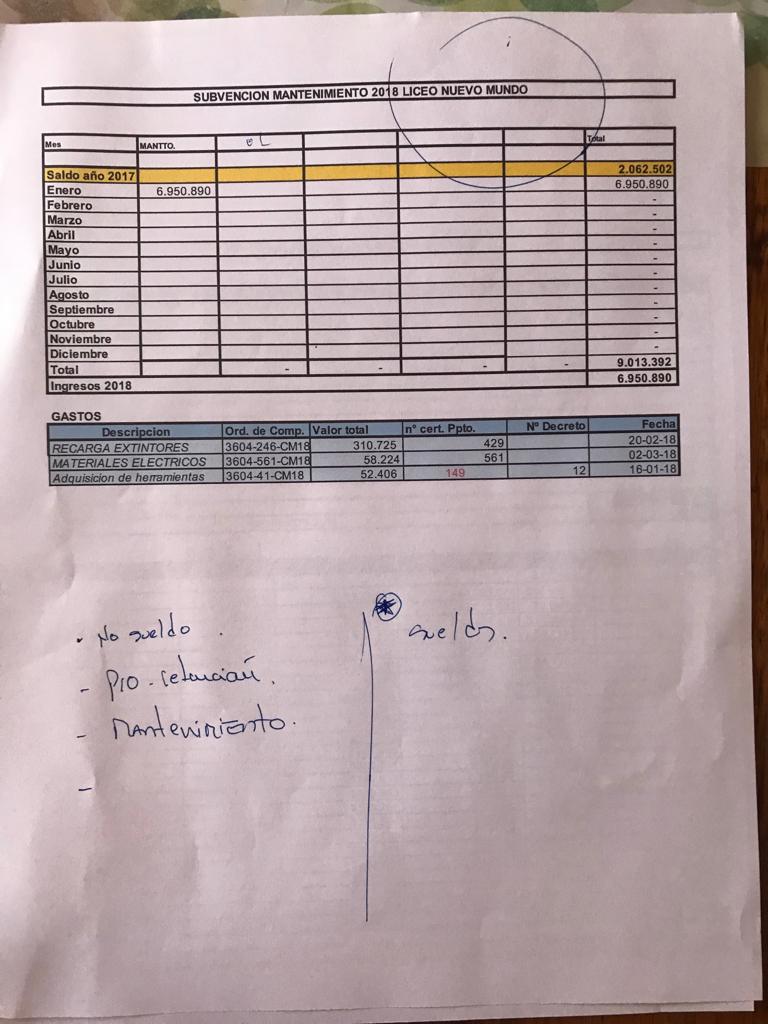 SUBVENCION MANTENIMIENTO 2018 LICEO NUEVO MUNDO
Mes MANTTO. Total
Saldo año 2017 2.062.502
Enero 6.950.890 6.950.890
Febrero -
Marzo -
Abril -
Mayo -
Junio -
Julio -
Agosto -
Septiembre -
Octubre -
Noviembre -
Diciembre -
Total - - - - 9.013.392
Ingresos 2018 6.950.890
GASTOS
Descripcion Ord. de Comp. Valor total n° cert. Ppto. Nº Decreto Fecha
RECARGA EXTINTORES 3604-246-CM18 310.725 429 20-02-18
MATERIALES ELECTRICOS 3604-561-CM18 58.224 561 02-03-18
Adquisicion de herramientas 3604-41-CM18 52.406 149 12 16-01-18
- No sueldo.
sueldos.
- Pro-retención.
- Mantenimiento.
-